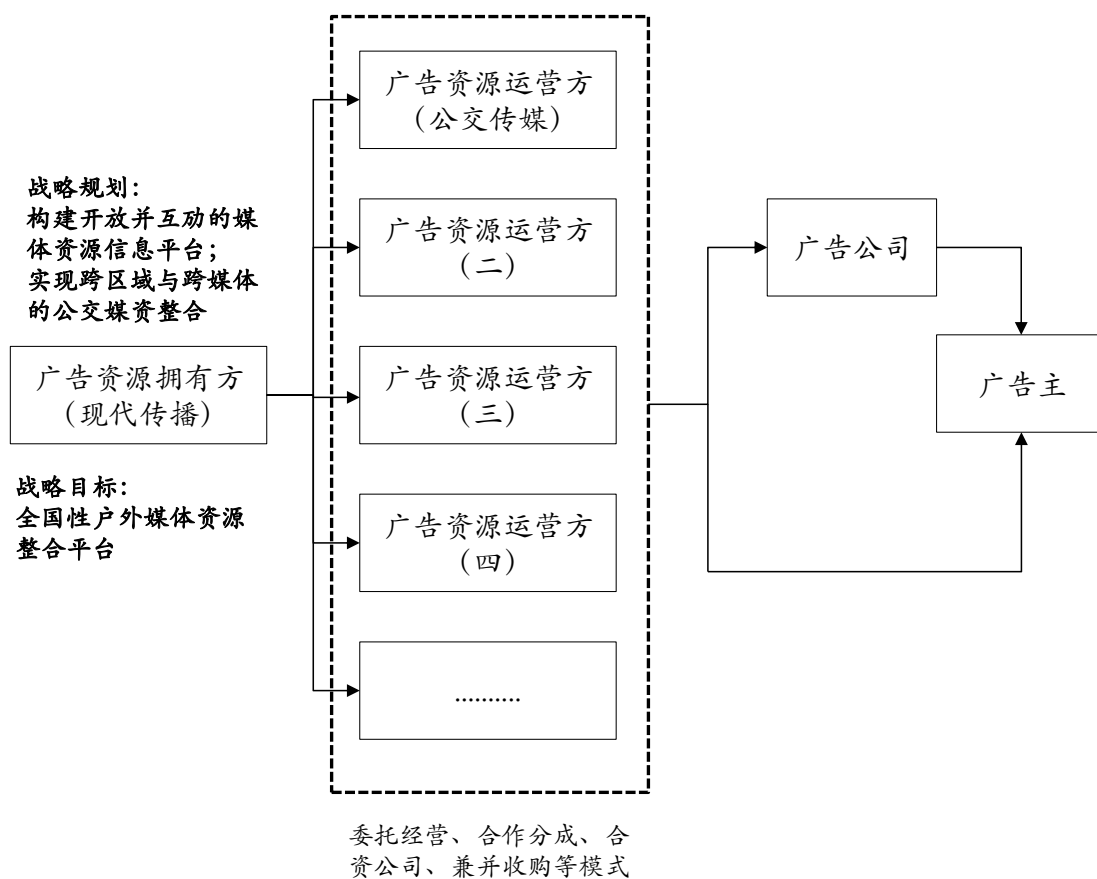 战略规划：
构建开放并互动的媒
体资源信息平台；
实现跨区域与跨媒体
的公交媒资整合
广告资源拥有方
（现代传播）
战略目标：
全国性户外媒体资源
整合平台
广告资源运营方
（公交传媒）
广告资源运营方
（二）
广告资源运营方
（三）
广告资源运营方
（四）
..........
委托经营、合作分成、合
资公司、兼并收购等模式
广告公司
广告主